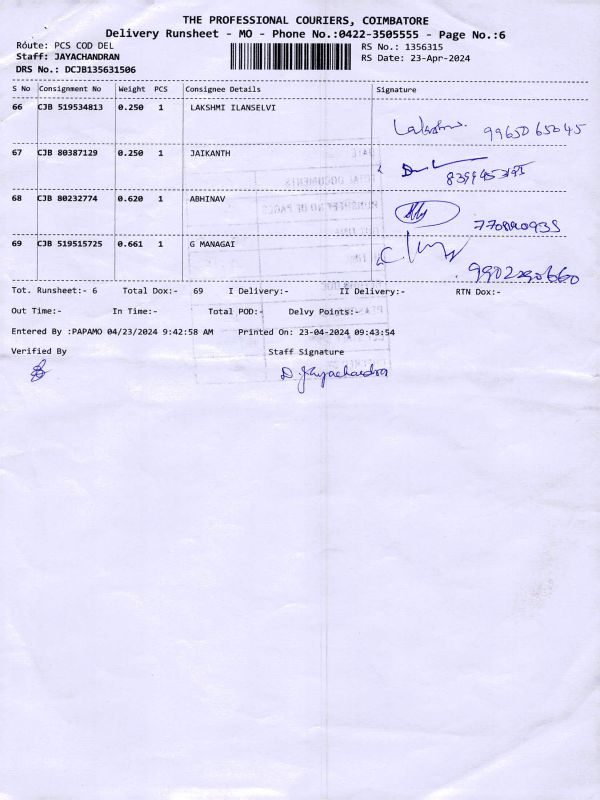 THE PROFESSIONAL COURIERS, COIMBATORE
Delivery Runsheet - MO - Phone No.:0422-3505555 - Page No.:6
Route: PCS COD DEL
RS No.: 1356315
Staff: JAYACHANDRAN
RS Date: 23-Apr-2024
DRS No.: DCJB135631506
S No Consignment No Weight PCS Consignee Details Signature
66 CJB 519534813 0.250 1 LAKSHMI ILANSELVI
Lakshmi 9965065045
67 CJB 80387129 0.250 1 JAIKANTH
68 CJB 80232774 0.620 1 ABHINAV
69 CJB 519515725 0.661 1 G MANAGAI
9902290660
Tot. Runsheet:- 6 Total Dox:- 69 I Delivery:- II Delivery:- RTN Dox:-
Out Time:- In Time:- Total POD:- Delvy Points:-
Entered By :PAPAMO 04/23/2024 9:42:58 AM Printed On: 23-04-2024 09:43:54
Verified By Staff Signature
D. Jayachandra